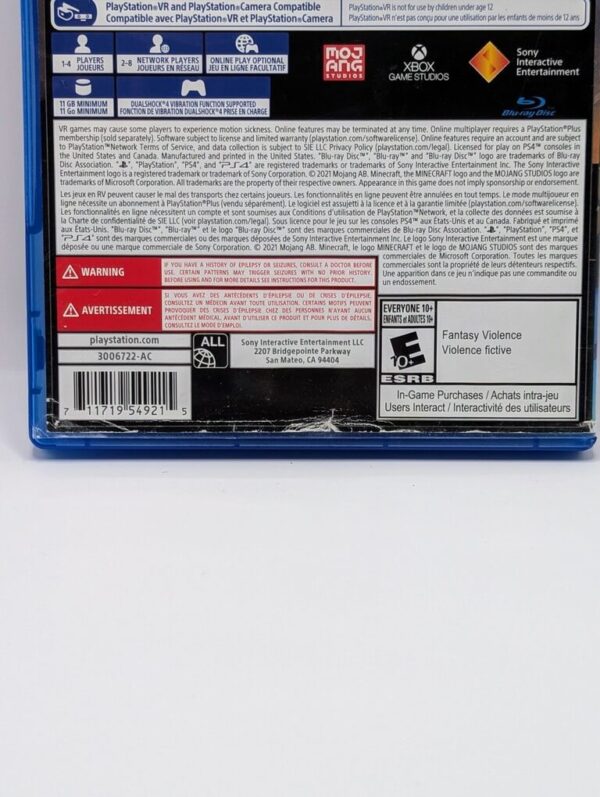 PlayStation®VR and PlayStation®Camera Compatible
Compatible avec PlayStation®VR et PlayStation®Camera
PlayStation®VR is not for use by children under age 12
PlayStation®VR n'est pas conçu pour une utilisation par les enfants de moins de 12 ans
1-4 PLAYERS
JOUEURS
2-8 NETWORK PLAYERS
JOUEURS EN RÉSEAU
ONLINE PLAY OPTIONAL
JEU EN LIGNE FACULTATIF
11 GB MINIMUM
11 Go MINIMUM
DUALSHOCK®4 VIBRATION FUNCTION SUPPORTED
FONCTION DE VIBRATION DUALSHOCK®4 PRISE EN CHARGE
MOJ
ANG
STUDIOS
XBOX
GAME STUDIOS
Sony
Interactive
Entertainment
Blu-ray Disc
VR games may cause some players to experience motion sickness. Online features may be terminated at any time. Online multiplayer requires a PlayStation®Plus
membership (sold separately). Software subject to license and limited warranty (playstation.com/softwarelicense). Online features require an account and are subject
to PlayStation™Network Terms of Service, and data collection is subject to SIE LLC Privacy Policy (playstation.com/legal). Licensed for play on PS4™ consoles in
the United States and Canada. Manufactured and printed in the United States. "Blu-ray Disc™", "Blu-ray™" and "Blu-ray Disc™" logo are trademarks of Blu-ray
Disc Association. "PlayStation", "PS4", and "PS4" are registered trademarks or trademarks of Sony Interactive Entertainment Inc. The Sony Interactive
Entertainment logo is a registered trademark or trademark of Sony Corporation. © 2021 Mojang AB. Minecraft, the MINECRAFT logo and the MOJANG STUDIOS logo are
trademarks of Microsoft Corporation. All trademarks are the property of their respective owners. Appearance in this game does not imply sponsorship or endorsement.
Les jeux en RV peuvent causer le mal des transports chez certains joueurs. Les fonctionnalités en ligne peuvent être annulées en tout temps. Le mode multijoueur en
ligne nécessite un abonnement à PlayStation®Plus (vendu séparément). Le logiciel est assujetti à la licence et à la garantie limitée (playstation.com/softwarelicense).
Les fonctionnalités en ligne nécessitent un compte et sont soumises aux Conditions d'utilisation de PlayStation™Network, et la collecte des données est soumise à
la Charte de confidentialité de SIE LLC (voir playstation.com/legal). Sous licence pour le jeu sur les consoles PS4™ aux États-Unis et au Canada. Fabriqué et imprimé
aux États-Unis. "Blu-ray Disc™", "Blu-ray™" et le logo "Blu-ray Disc™" sont des marques commerciales de Blu-ray Disc Association. "PlayStation", "PS4", et
"PS4" sont des marques commerciales ou des marques déposées de Sony Interactive Entertainment Inc. Le logo Sony Interactive Entertainment est une marque
déposée ou une marque commerciale de Sony Corporation. © 2021 Mojang AB. Minecraft, le logo MINECRAFT et le logo de MOJANG STUDIOS sont des marques
commerciales de Microsoft Corporation. Toutes les marques
commerciales sont la propriété de leurs détenteurs respectifs.
Une apparition dans ce jeu n'indique pas une commandite ou
un endossement.
WARNING
IF YOU HAVE A HISTORY OF EPILEPSY OR SEIZURES, CONSULT A DOCTOR BEFORE
USE. CERTAIN PATTERNS MAY TRIGGER SEIZURES WITH NO PRIOR HISTORY.
BEFORE USING AND FOR MORE DETAILS SEE INSTRUCTIONS FOR THIS PRODUCT.
AVERTISSEMENT
SI VOUS AVEZ DES ANTÉCÉDENTS D'ÉPILEPSIE OU DE CRISES D'ÉPILEPSIE,
CONSULTEZ UN MÉDECIN AVANT TOUTE UTILISATION. CERTAINS MOTIFS PEUVENT
PROVOQUER DES CRISES D'ÉPILEPSIE CHEZ DES PERSONNES N'AYANT AUCUN
ANTÉCÉDENT MÉDICAL. AVANT D'UTILISER CE PRODUIT ET POUR PLUS DE DÉTAILS,
CONSULTEZ LE MODE D'EMPLOI.
playstation.com
3006722-AC
ALL
Sony Interactive Entertainment LLC
2207 Bridgepointe Parkway
San Mateo, CA 94404
7 11719 54921 5
EVERYONE 10+
ENFANTS et ADULTES 10+
E
10+
ESRB
Fantasy Violence
Violence fictive
In-Game Purchases / Achats intra-jeu
Users Interact / Interactivité des utilisateurs